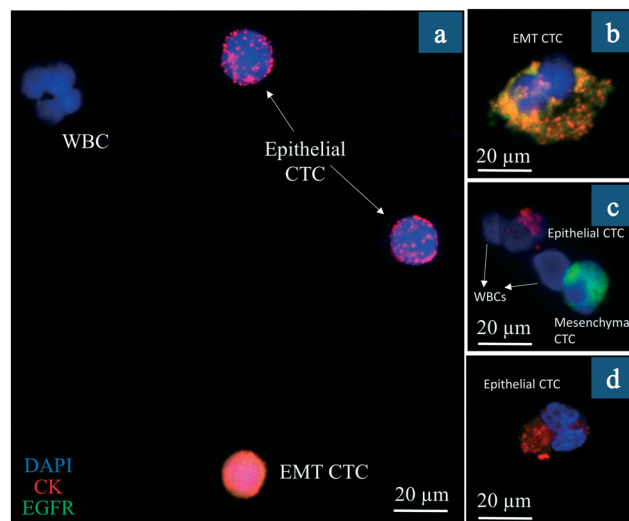 a
WBC
Epithelial
CTC
EMT CTC
DAPI
CK
EGFR
20 µm
b
EMT CTC
20 µm
c
Epithelial CTC
WBCs
Mesenchyma
CTC
20 µm
d
Epithelial CTC
20 µm